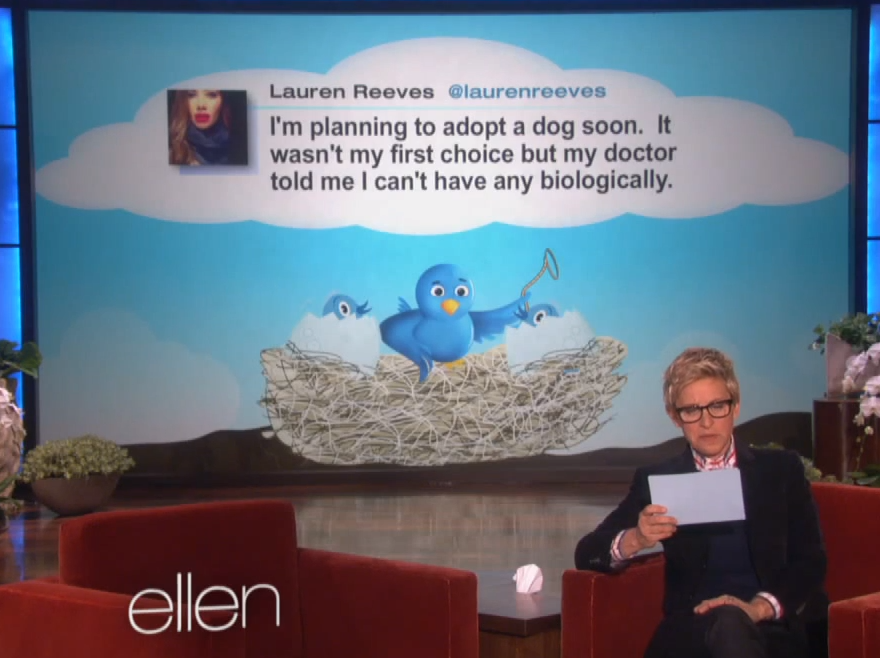 Lauren Reeves @laurenreeves
I'm planning to adopt a dog soon. It
wasn't my first choice but my doctor
told me I can't have any biologically.
ellen